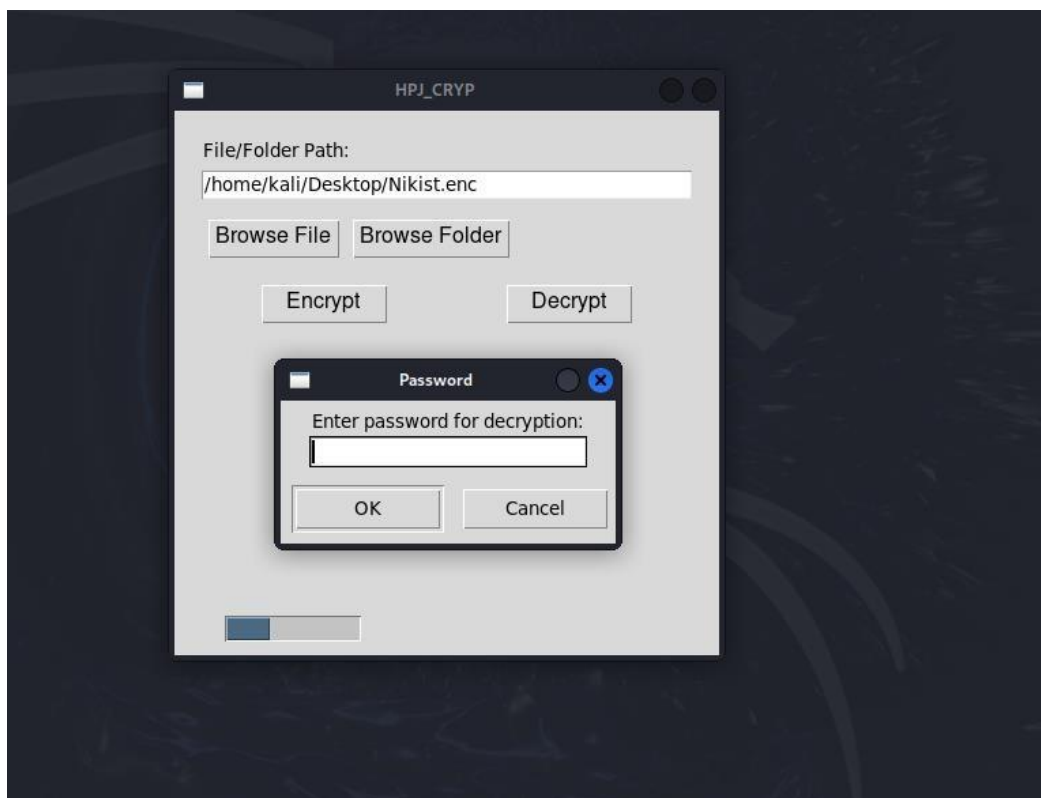 HPJ_CRYP
File/Folder Path:
/home/kali/Desktop/Nikist.enc
Browse File Browse Folder
Encrypt Decrypt
Password
Enter password for decryption:
OK Cancel